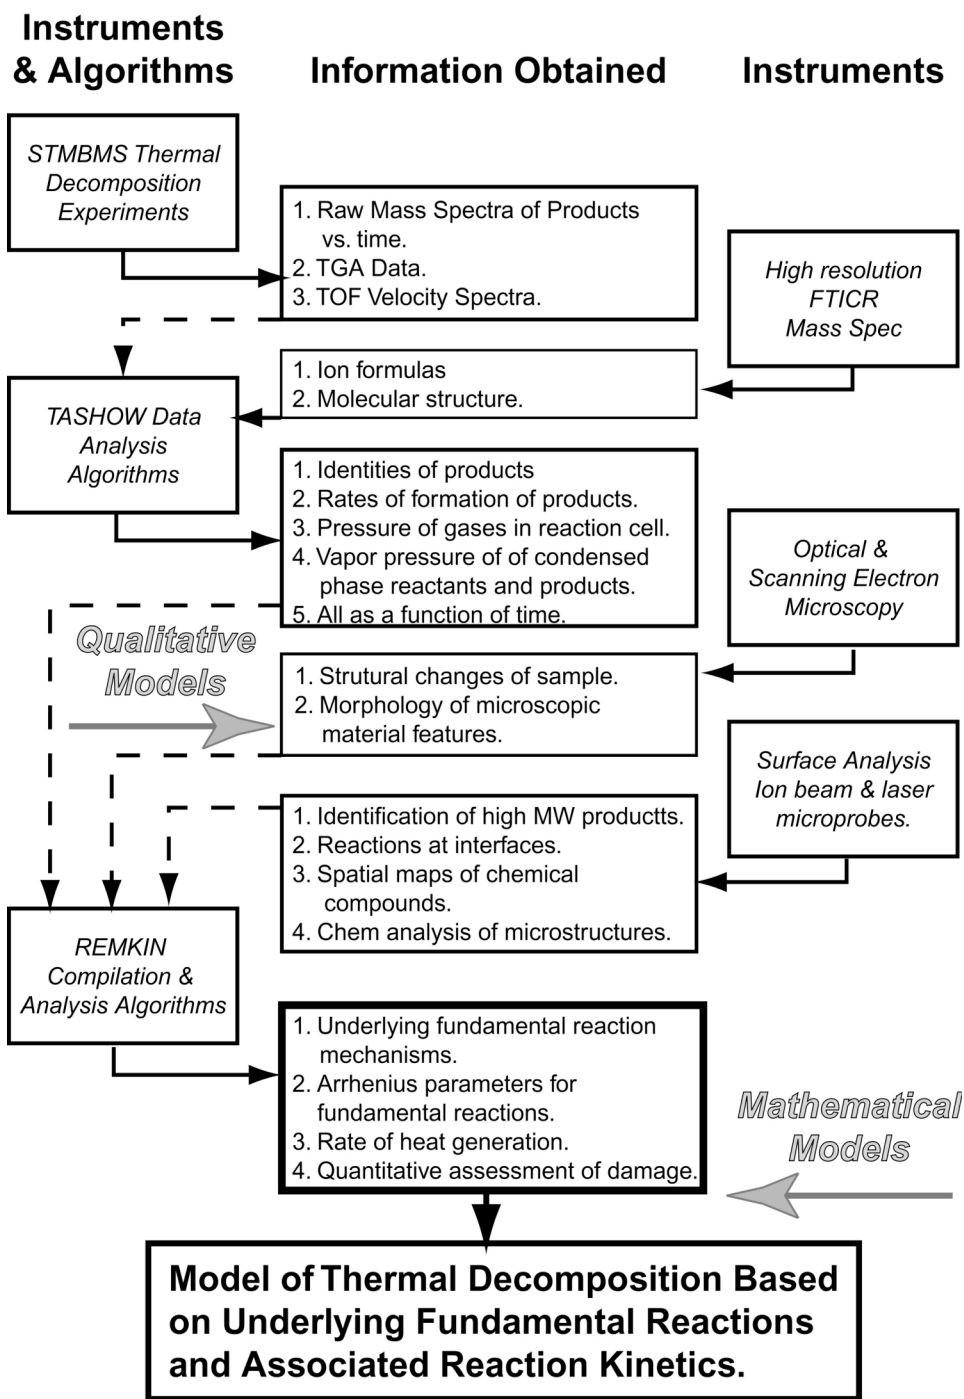 Instruments
& Algorithms
Information Obtained
Instruments
STMBMS Thermal
Decomposition
Experiments
1. Raw Mass Spectra of Products
vs. time.
2. TGA Data.
3. TOF Velocity Spectra.
High resolution
FTICR
Mass Spec
1. Ion formulas
2. Molecular structure.
TASHOW Data
Analysis
Algorithms
1. Identities of products
2. Rates of formation of products.
3. Pressure of gases in reaction cell.
4. Vapor pressure of of condensed
phase reactants and products.
5. All as a function of time.
Optical &
Scanning Electron
Microscopy
Qualitative
Models
1. Strutural changes of sample.
2. Morphology of microscopic
material features.
Surface Analysis
Ion beam & laser
microprobes.
1. Identification of high MW productts.
2. Reactions at interfaces.
3. Spatial maps of chemical
compounds.
4. Chem analysis of microstructures.
REMKIN
Compilation &
Analysis Algorithms
1. Underlying fundamental reaction
mechanisms.
2. Arrhenius parameters for
fundamental reactions.
3. Rate of heat generation.
4. Quantitative assessment of damage.
Mathematical
Models
Model of Thermal Decomposition Based
on Underlying Fundamental Reactions
and Associated Reaction Kinetics.